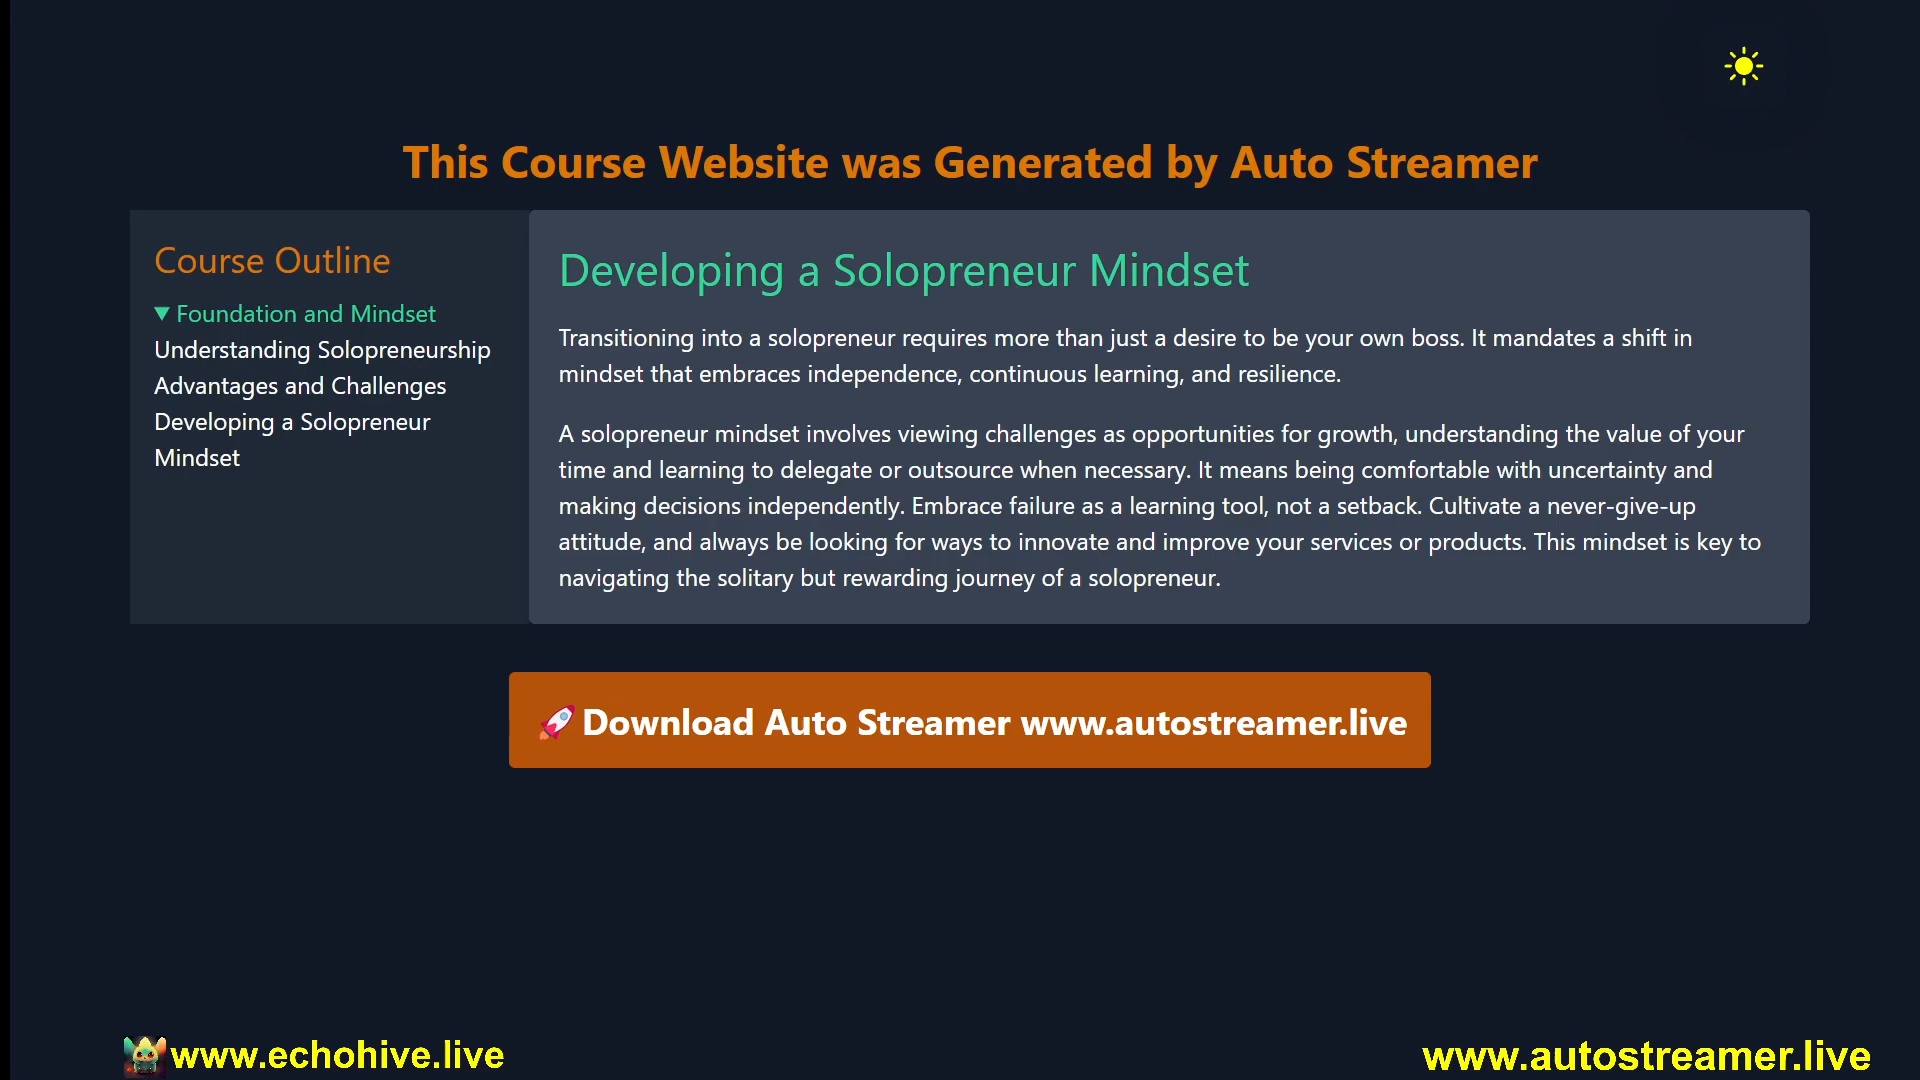 This Course Website was Generated by Auto Streamer
Course Outline
▼ Foundation and Mindset
Understanding Solopreneurship
Advantages and Challenges
Developing a Solopreneur
Mindset
Developing a Solopreneur Mindset
Transitioning into a solopreneur requires more than just a desire to be your own boss. It mandates a shift in
mindset that embraces independence, continuous learning, and resilience.
A solopreneur mindset involves viewing challenges as opportunities for growth, understanding the value of your
time and learning to delegate or outsource when necessary. It means being comfortable with uncertainty and
making decisions independently. Embrace failure as a learning tool, not a setback. Cultivate a never-give-up
attitude, and always be looking for ways to innovate and improve your services or products. This mindset is key to
navigating the solitary but rewarding journey of a solopreneur.
🚀Download Auto Streamer www.autostreamer.live
www.echohive.live
www.autostreamer.live